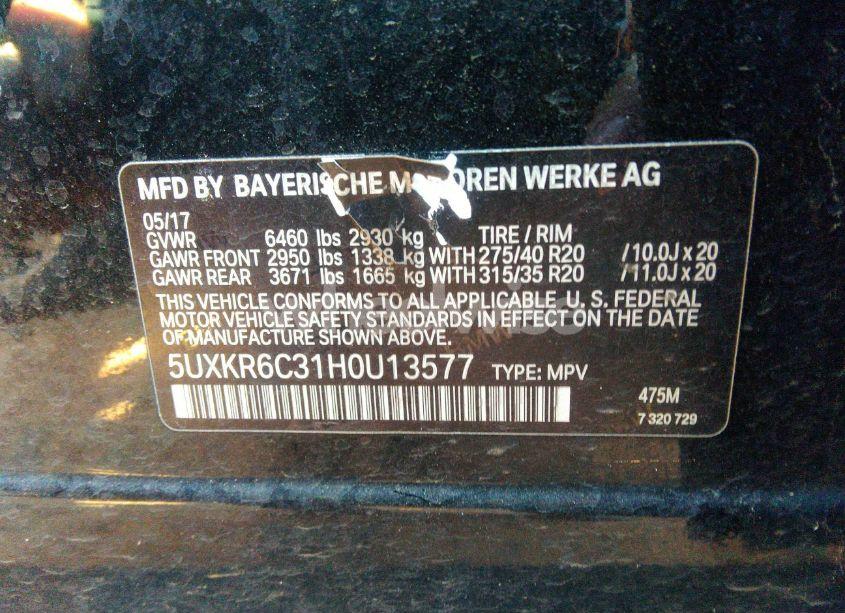 MFD BY BAYERISCHE M OREN WERKE AG
05/17
GVWR 6460 lbs 2930 kg TIRE / RIM
GAWR FRONT 2950 lbs 1338 kg WITH 275/40 R20 /10.0J x 20
GAWR REAR 3671 lbs 1665 kg WITH 315/35 R20 /11.0J x 20
THIS VEHICLE CONFORMS TO ALL APPLICABLE U. S. FEDERAL
MOTOR VEHICLE SAFETY STANDARDS IN EFFECT ON THE DATE
OF MANUFACTURE SHOWN ABOVE.
5UXKR6C31H0U13577 TYPE: MPV
475M
7 320 729